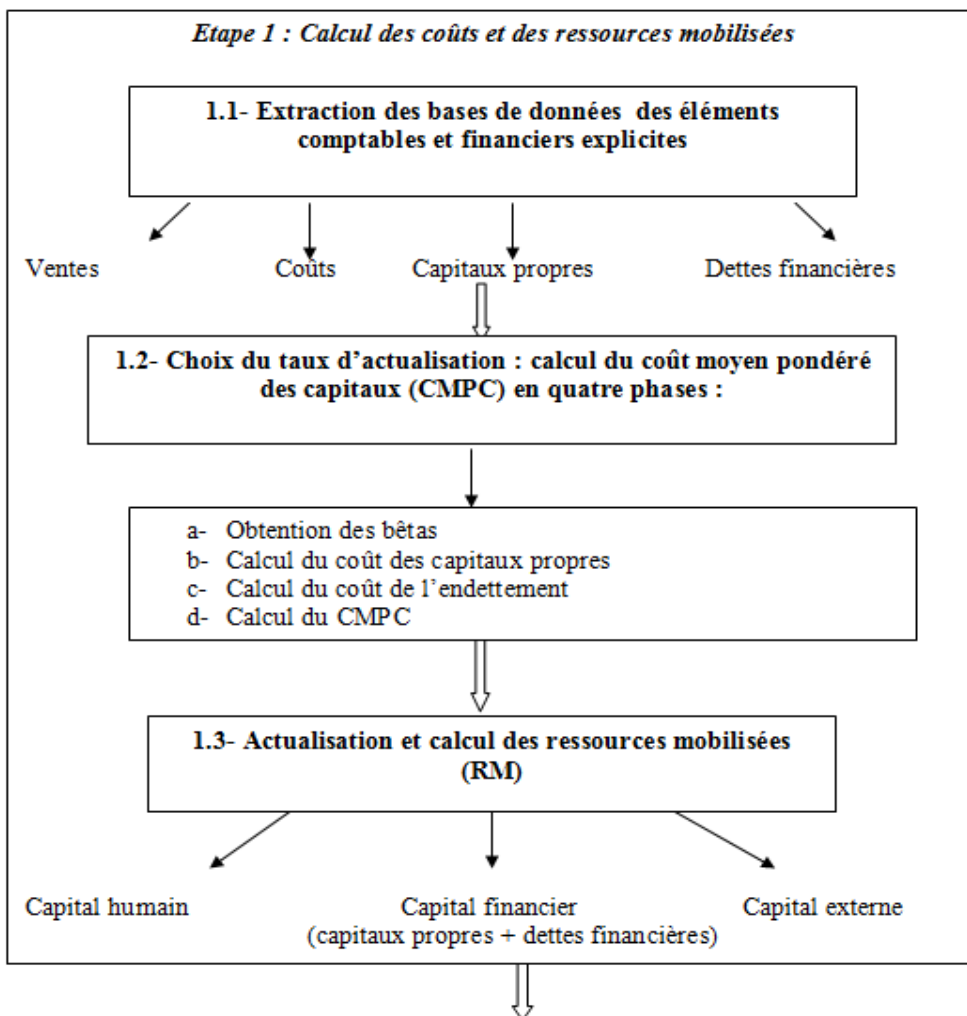 Etape 1 : Calcul des coûts et des ressources mobilisées
1.1- Extraction des bases de données des éléments
comptables et financiers explicites
Ventes Coûts Capitaux propres Dettes financières
1.2- Choix du taux d’actualisation : calcul du coût moyen pondéré
des capitaux (CMPC) en quatre phases :
a- Obtention des bêtas
b- Calcul du coût des capitaux propres
c- Calcul du coût de l’endettement
d- Calcul du CMPC
1.3- Actualisation et calcul des ressources mobilisées
(RM)
Capital humain Capital financier Capital externe
(capitaux propres + dettes financières)